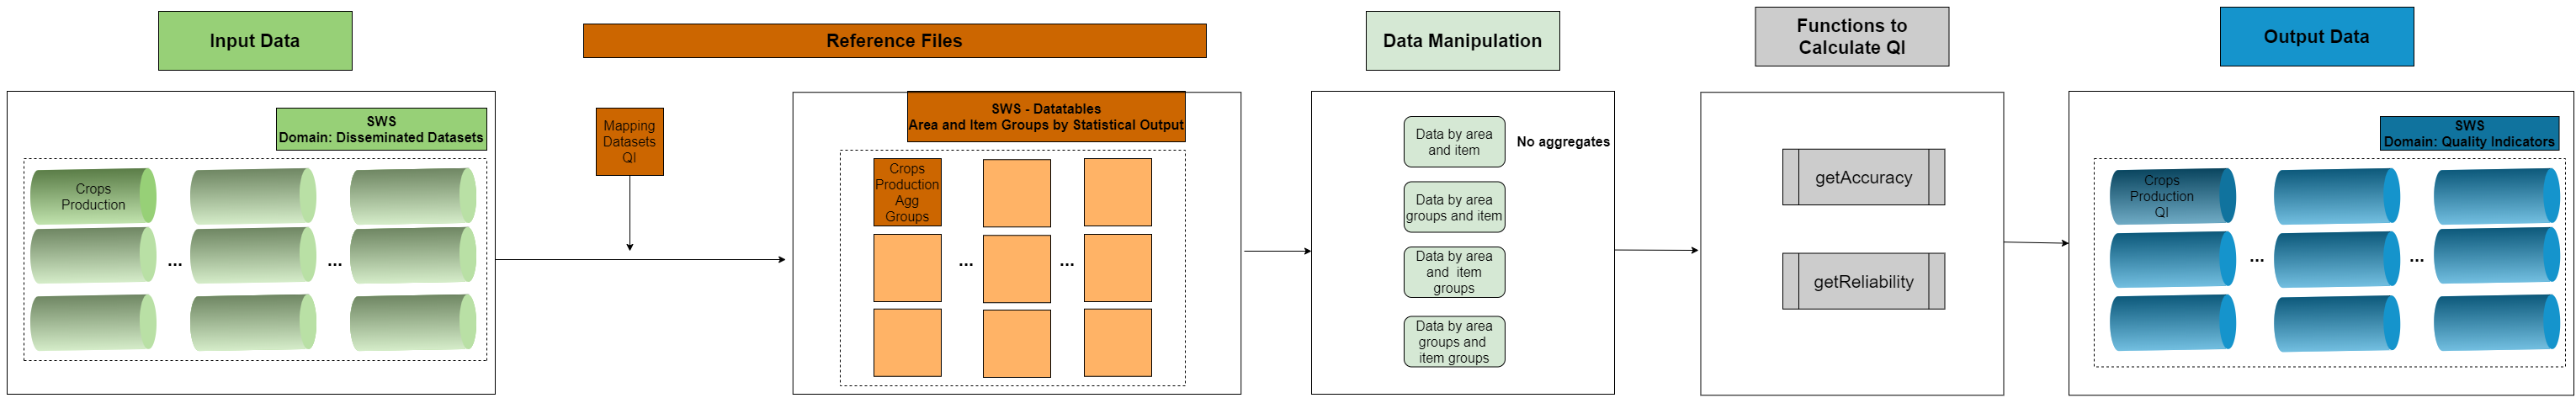 Input Data
Reference Files
Data Manipulation
Functions to
Calculate QI
Output Data
SWS
Domain: Disseminated Datasets
Crops
Production
...
...
Mapping
Datasets
QI
SWS - Datatables
Area and Item Groups by Statistical Output
Crops
Production
Agg
Groups
...
...
Data by area
and item
No aggregates
Data by area
groups and item
Data by area
and item
groups
Data by area
groups and
item groups
getAccuracy
getReliability
SWS
Domain: Quality Indicators
Crops
Production
QI
...
...